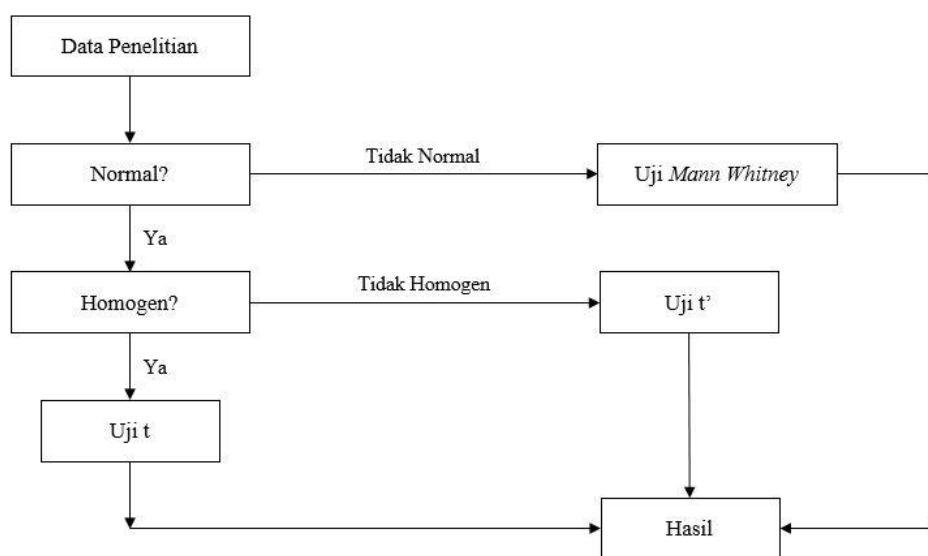 Data Penelitian
Normal?
Tidak Normal
Uji Mann Whitney
Ya
Homogen?
Tidak Homogen
Uji t’
Ya
Uji t
Hasil